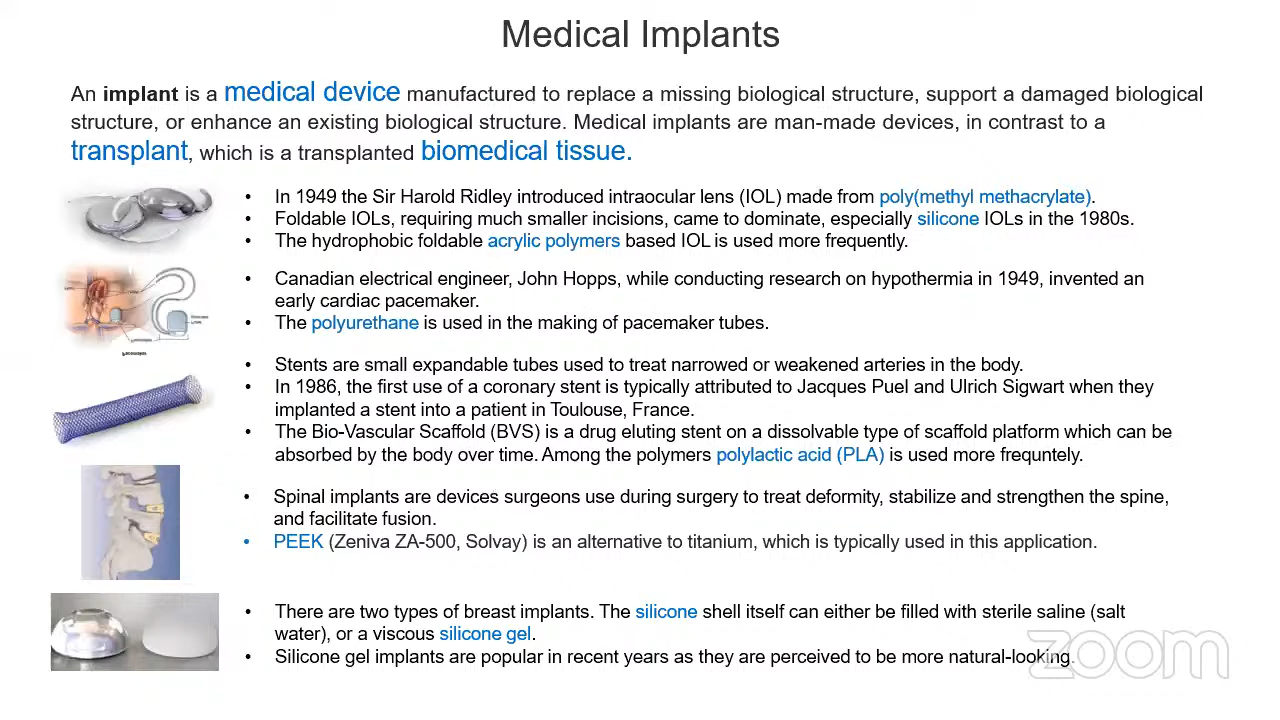 Medical Implants
An implant is a medical device manufactured to replace a missing biological structure, support a damaged biological
structure, or enhance an existing biological structure. Medical implants are man-made devices, in contrast to a
transplant, which is a transplanted biomedical tissue.
• In 1949 the Sir Harold Ridley introduced intraocular lens (IOL) made from poly(methyl methacrylate).
• Foldable IOLs, requiring much smaller incisions, came to dominate, especially silicone IOLs in the 1980s.
• The hydrophobic foldable acrylic polymers based IOL is used more frequently.
• Canadian electrical engineer, John Hopps, while conducting research on hypothermia in 1949, invented an
early cardiac pacemaker.
• The polyurethane is used in the making of pacemaker tubes.
• Stents are small expandable tubes used to treat narrowed or weakened arteries in the body.
• In 1986, the first use of a coronary stent is typically attributed to Jacques Puel and Ulrich Sigwart when they
implanted a stent into a patient in Toulouse, France.
• The Bio-Vascular Scaffold (BVS) is a drug eluting stent on a dissolvable type of scaffold platform which can be
absorbed by the body over time. Among the polymers polylactic acid (PLA) is used more frequntely.
• Spinal implants are devices surgeons use during surgery to treat deformity, stabilize and strengthen the spine,
and facilitate fusion.
• PEEK (Zeniva ZA-500, Solvay) is an alternative to titanium, which is typically used in this application.
• There are two types of breast implants. The silicone shell itself can either be filled with sterile saline (salt
water), or a viscous silicone gel.
• Silicone gel implants are popular in recent years as they are perceived to be more natural-looking.
zoom